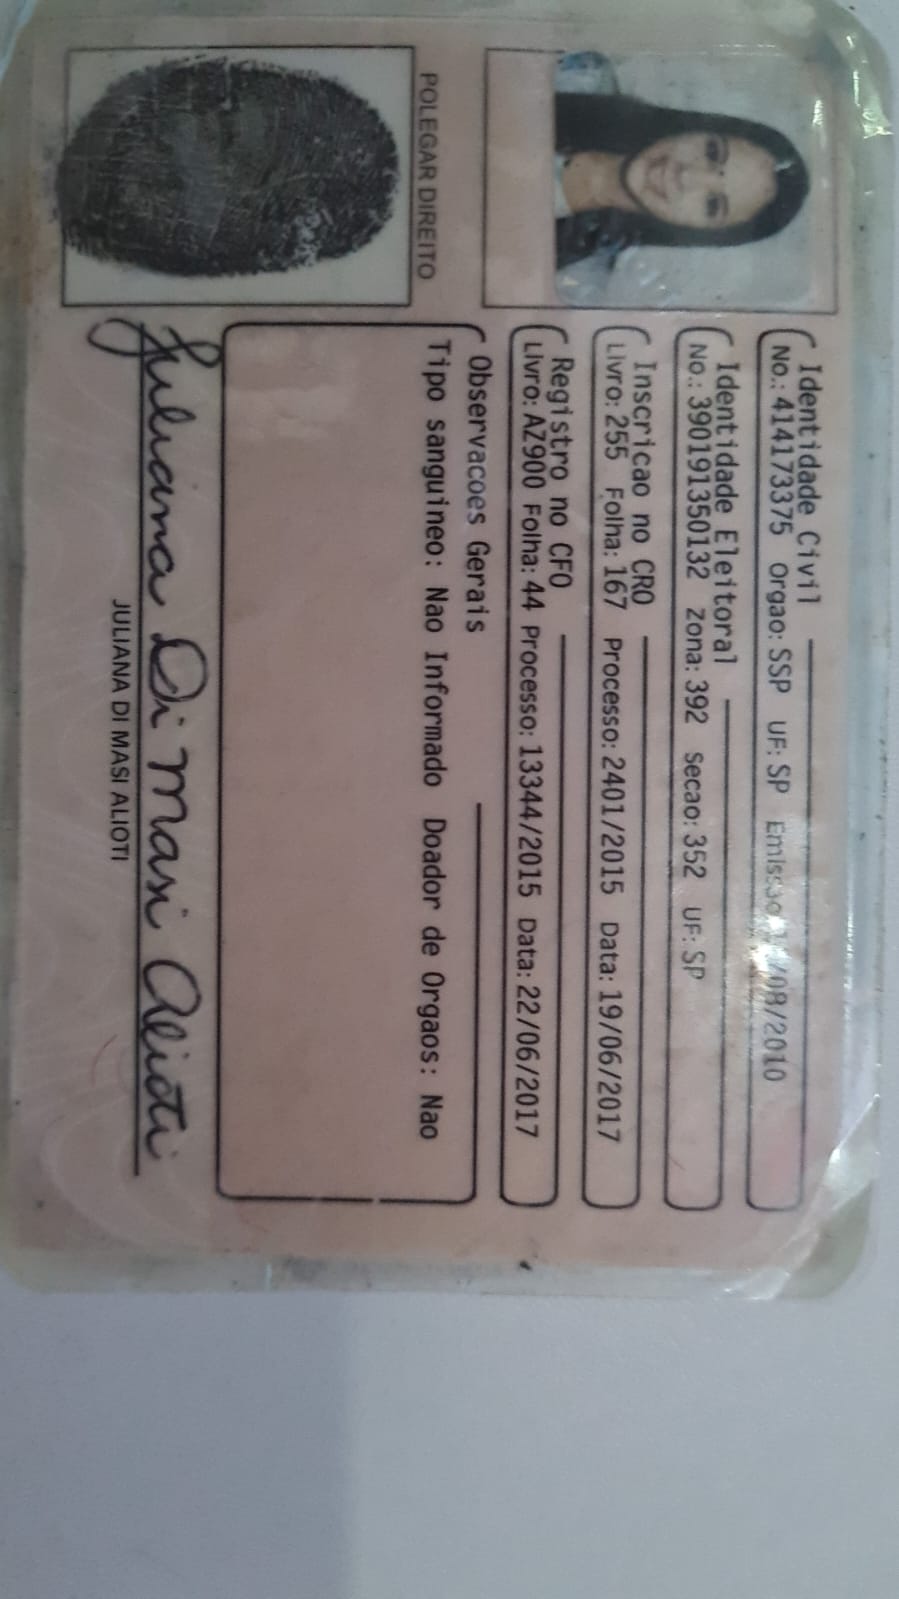 POLEGAR DIREITO
Identidade Civil
No.: 414173375 Orgao: SSP UF: SP Emissao /08/2010
Identidade Eleitoral
No.: 390191350132 Zona: 392 Secao: 352 UF: SP
Inscricao no CRO
Livro: 255 Folha: 167 Processo: 2401/2015 Data: 19/06/2017
Registro no CFO
Livro: AZ900 Folha: 44 Processo: 13344/2015 Data: 22/06/2017
Observacoes Gerais
Tipo sanguineo: Nao Informado Doador de Orgaos: Nao
Juliana Di Masi Alioti
JULIANA DI MASI ALIOTI